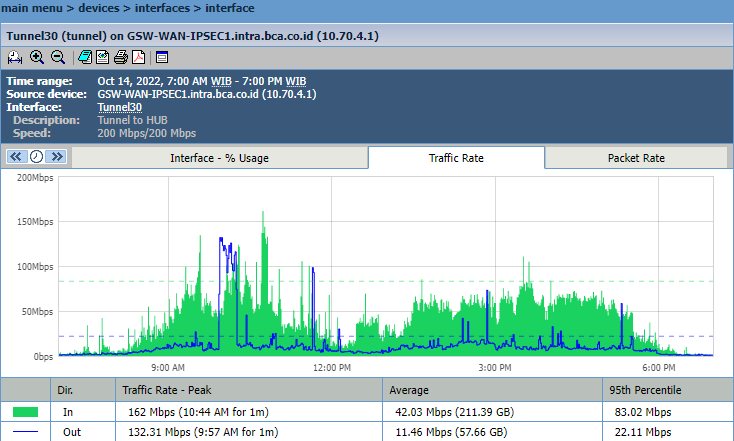 main menu > devices > interfaces > interface
Tunnel30 (tunnel) on GSW-WAN-IPSEC1.intra.bca.co.id (10.70.4.1)
Time range: Oct 14, 2022, 7:00 AM WIB - 7:00 PM WIB
Source device: GSW-WAN-IPSEC1.intra.bca.co.id (10.70.4.1)
Interface: Tunnel30
Description: Tunnel to HUB
Speed: 200 Mbps/200 Mbps
Interface - % Usage Traffic Rate Packet Rate
200Mbps
150Mbps
100Mbps
50Mbps
0bps
9:00 AM 12:00 PM 3:00 PM 6:00 PM
Dir. Traffic Rate - Peak Average 95th Percentile
In 162 Mbps (10:44 AM for 1m) 42.03 Mbps (211.39 GB) 83.02 Mbps
Out 132.31 Mbps (9:57 AM for 1m) 11.46 Mbps (57.66 GB) 22.11 Mbps